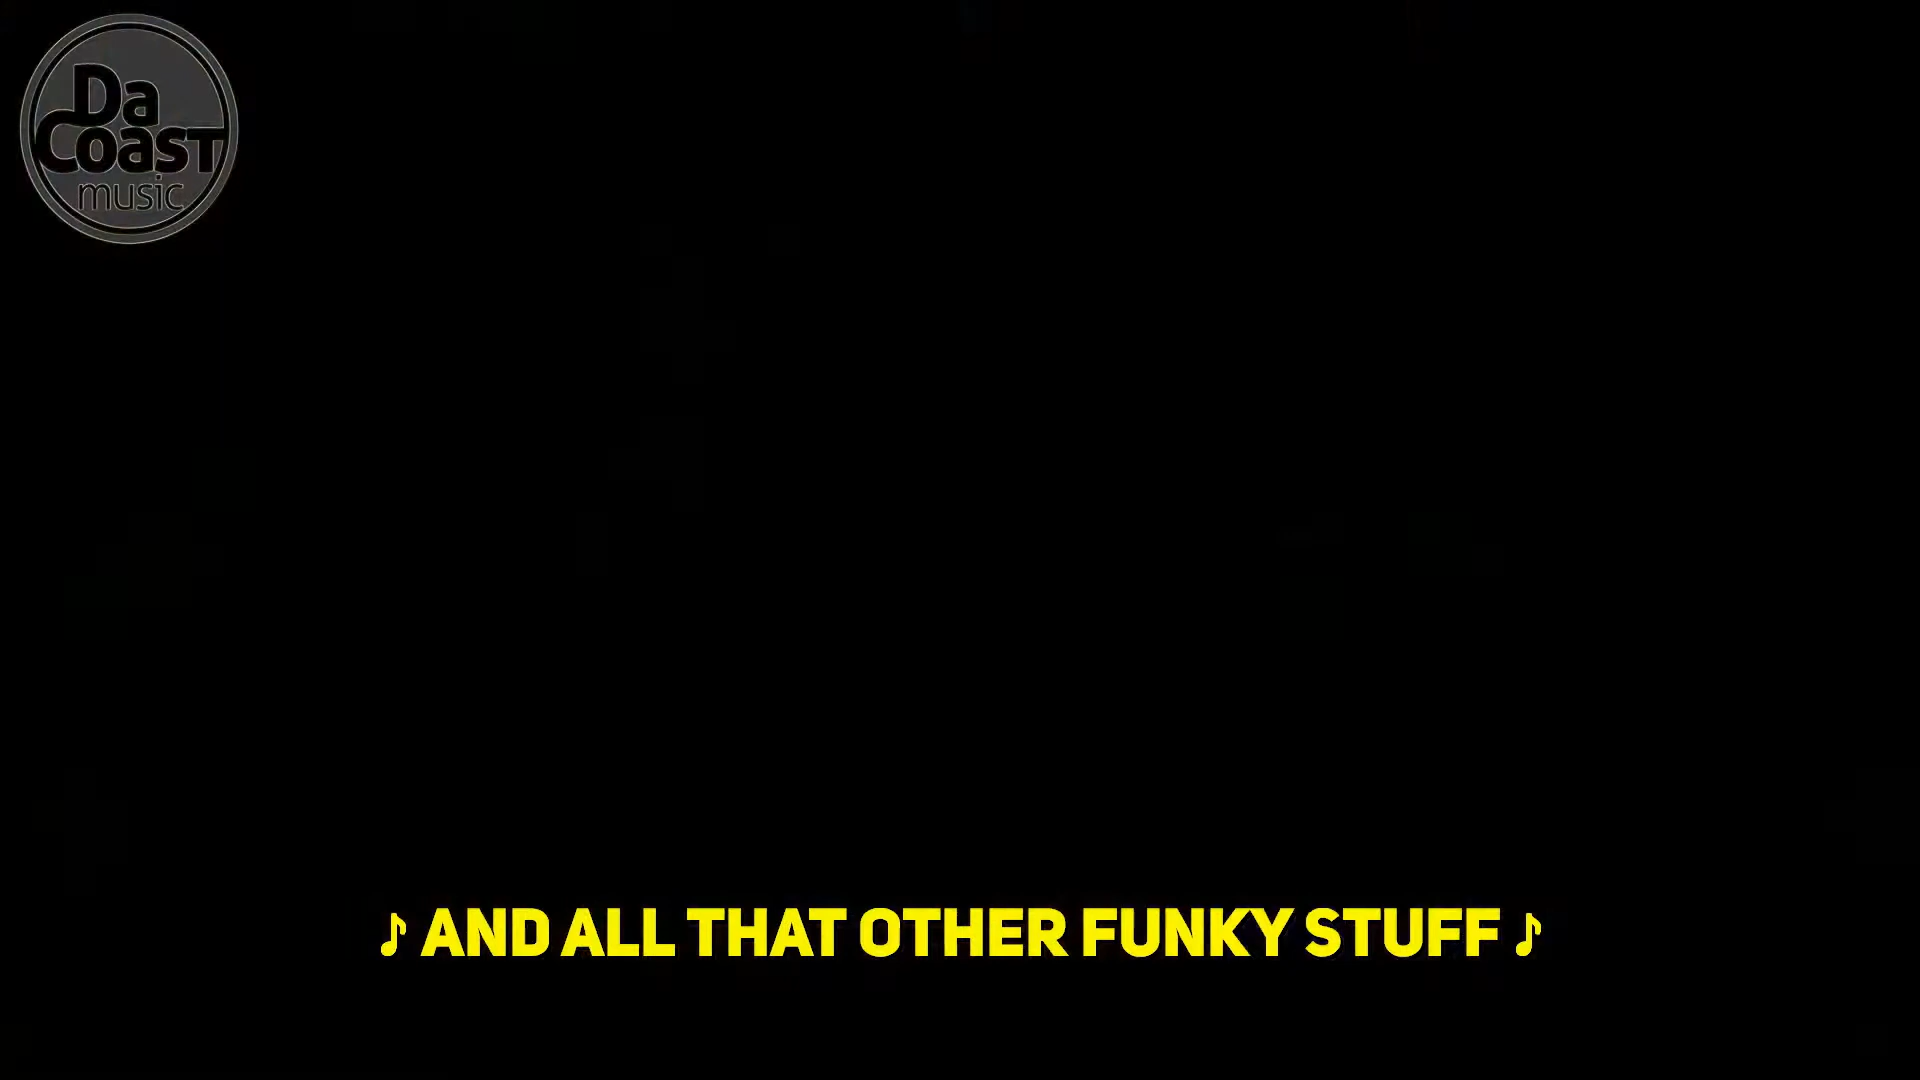 Da
Coast
music
♪ AND ALL THAT OTHER FUNKY STUFF ♪